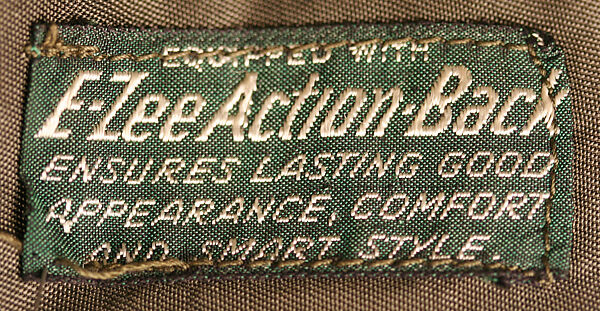 EQUIPPED WITH
E-Zee Action-Back
ENSURES LASTING GOOD
APPEARANCE, COMFORT
AND SMART STYLE.